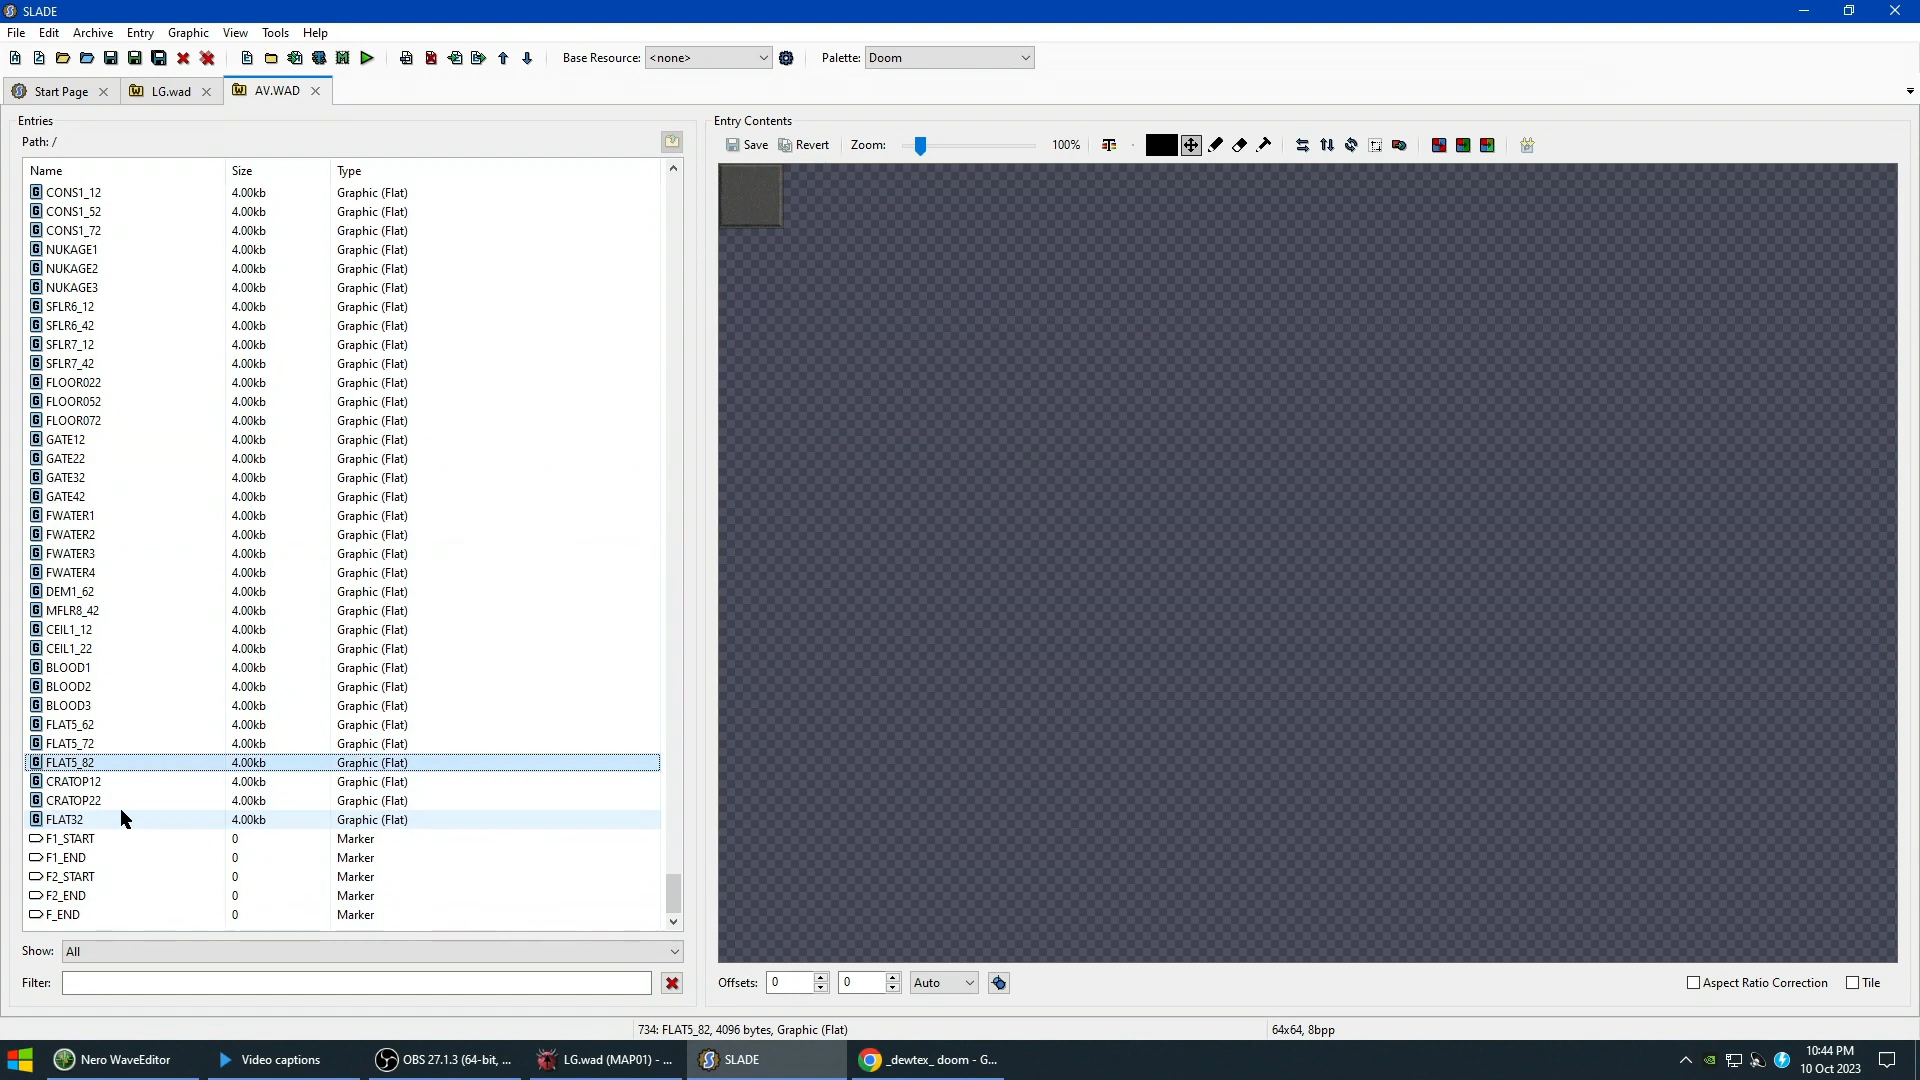 SLADE
File Edit Archive Entry Graphic View Tools Help
Base Resource: <none> Palette: Doom
Start Page LG.wad AV.WAD
Entries
Path: /
Name Size Type
CONS1_12 4.00kb Graphic (Flat)
CONS1_52 4.00kb Graphic (Flat)
CONS1_72 4.00kb Graphic (Flat)
NUKAGE1 4.00kb Graphic (Flat)
NUKAGE2 4.00kb Graphic (Flat)
NUKAGE3 4.00kb Graphic (Flat)
SFLR6_12 4.00kb Graphic (Flat)
SFLR6_42 4.00kb Graphic (Flat)
SFLR7_12 4.00kb Graphic (Flat)
SFLR7_42 4.00kb Graphic (Flat)
FLOOR022 4.00kb Graphic (Flat)
FLOOR052 4.00kb Graphic (Flat)
FLOOR072 4.00kb Graphic (Flat)
GATE12 4.00kb Graphic (Flat)
GATE22 4.00kb Graphic (Flat)
GATE32 4.00kb Graphic (Flat)
GATE42 4.00kb Graphic (Flat)
FWATER1 4.00kb Graphic (Flat)
FWATER2 4.00kb Graphic (Flat)
FWATER3 4.00kb Graphic (Flat)
FWATER4 4.00kb Graphic (Flat)
DEM1_62 4.00kb Graphic (Flat)
MFLR8_42 4.00kb Graphic (Flat)
CEIL1_12 4.00kb Graphic (Flat)
CEIL1_22 4.00kb Graphic (Flat)
BLOOD1 4.00kb Graphic (Flat)
BLOOD2 4.00kb Graphic (Flat)
BLOOD3 4.00kb Graphic (Flat)
FLAT5_62 4.00kb Graphic (Flat)
FLAT5_72 4.00kb Graphic (Flat)
FLAT5_82 4.00kb Graphic (Flat)
CRATOP12 4.00kb Graphic (Flat)
CRATOP22 4.00kb Graphic (Flat)
FLAT32 4.00kb Graphic (Flat)
F1_START 0 Marker
F1_END 0 Marker
F2_START 0 Marker
F2_END 0 Marker
F_END 0 Marker
Show: All
Filter:
Entry Contents
Save Revert Zoom: 100%
Offsets: 0 0 Auto Aspect Ratio Correction Tile
734: FLAT5_82, 4096 bytes, Graphic (Flat) 64x64, 8bpp
Nero WaveEditor Video captions OBS 27.1.3 (64-bit, ... LG.wad (MAP01) - ... SLADE _dewtex_ doom - G...
10:44 PM
10 Oct 2023